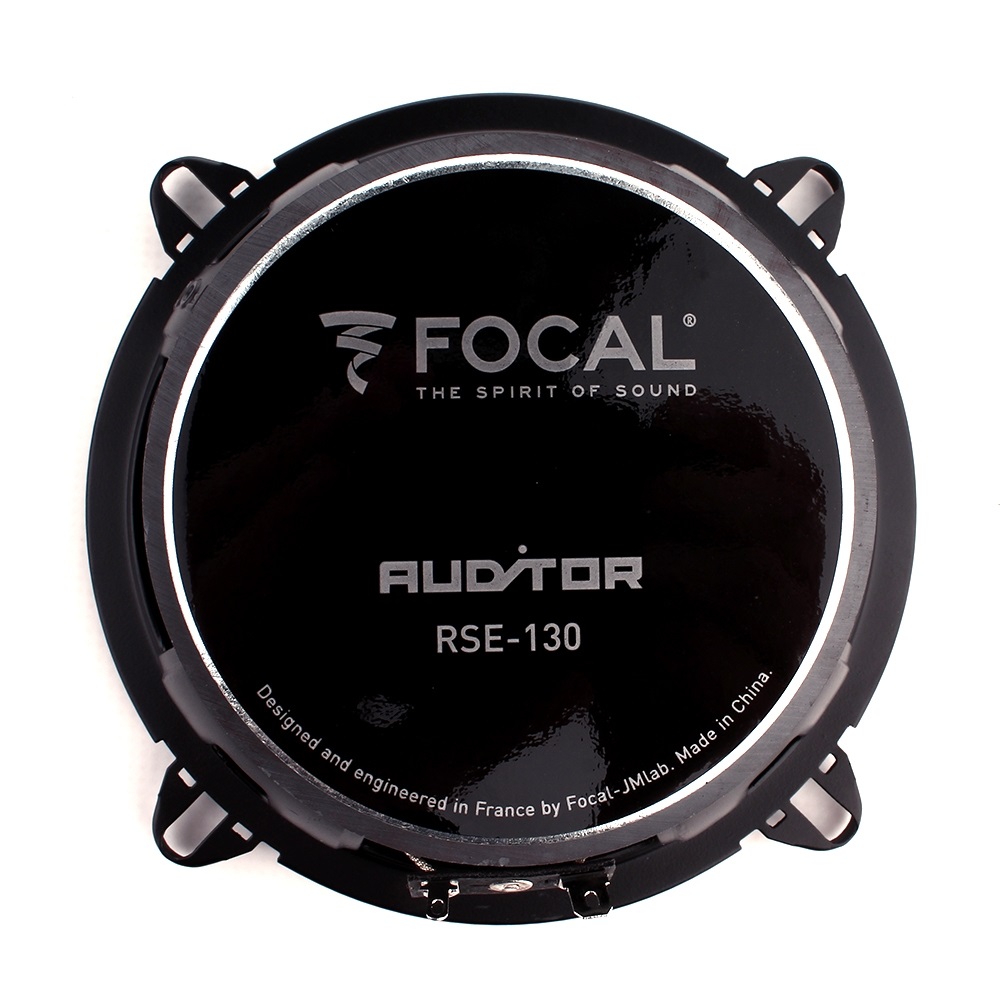 FOCAL®
THE SPIRIT OF SOUND
AUDITOR
RSE-130
Designed and engineered in France by Focal-JMlab. Made in China.